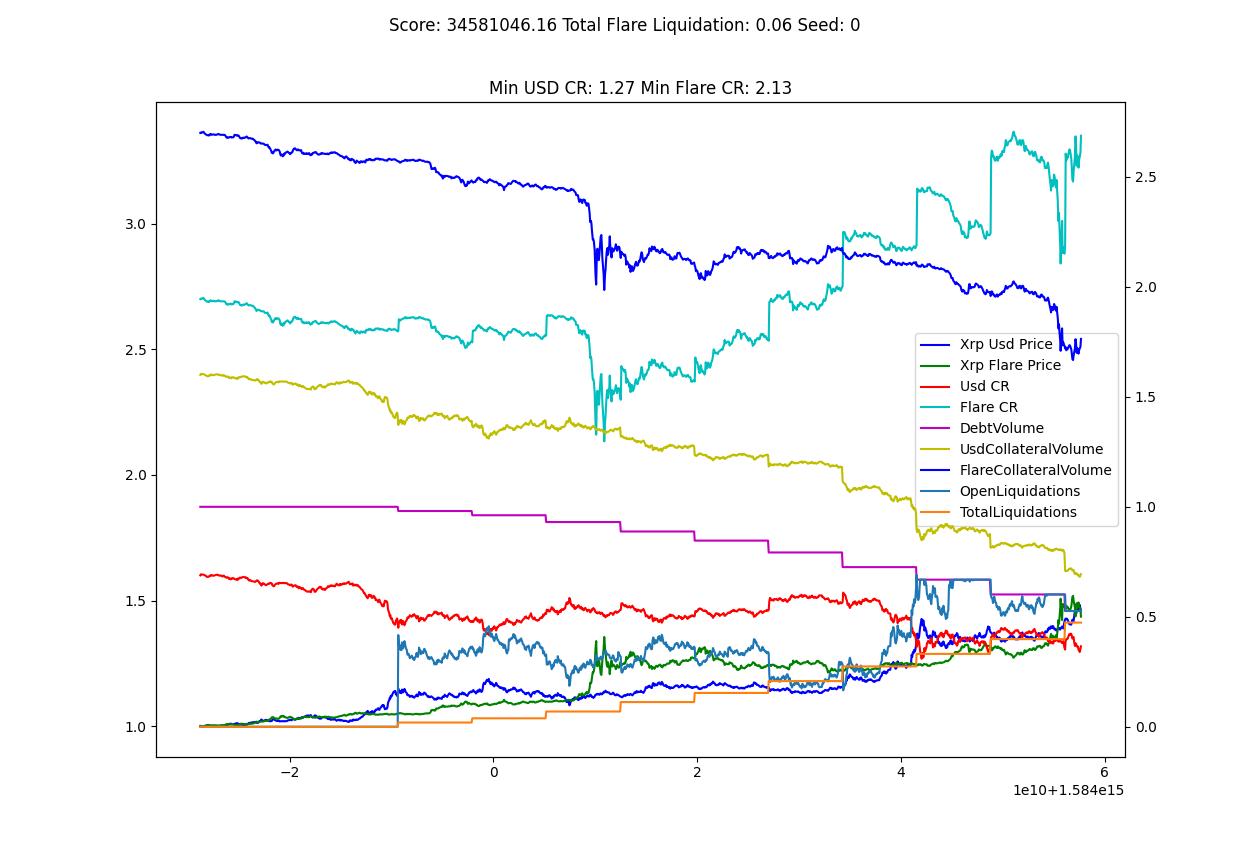 Score: 34581046.16 Total Flare Liquidation: 0.06 Seed: 0
Min USD CR: 1.27 Min Flare CR: 2.13
3.0
2.5
2.0
1.5
1.0
2.5
2.0
1.5
1.0
0.5
0.0
Xrp Usd Price
Xrp Flare Price
Usd CR
Flare CR
DebtVolume
UsdCollateralVolume
FlareCollateralVolume
OpenLiquidations
TotalLiquidations
−2 0 2 4 6
1e10+1.584e15